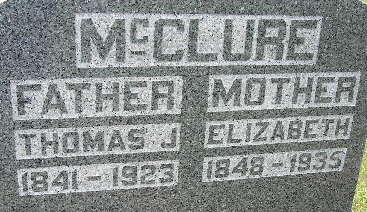 McCLURE
FATHER MOTHER
THOMAS J ELIZABETH
1841-1923 1848-1935